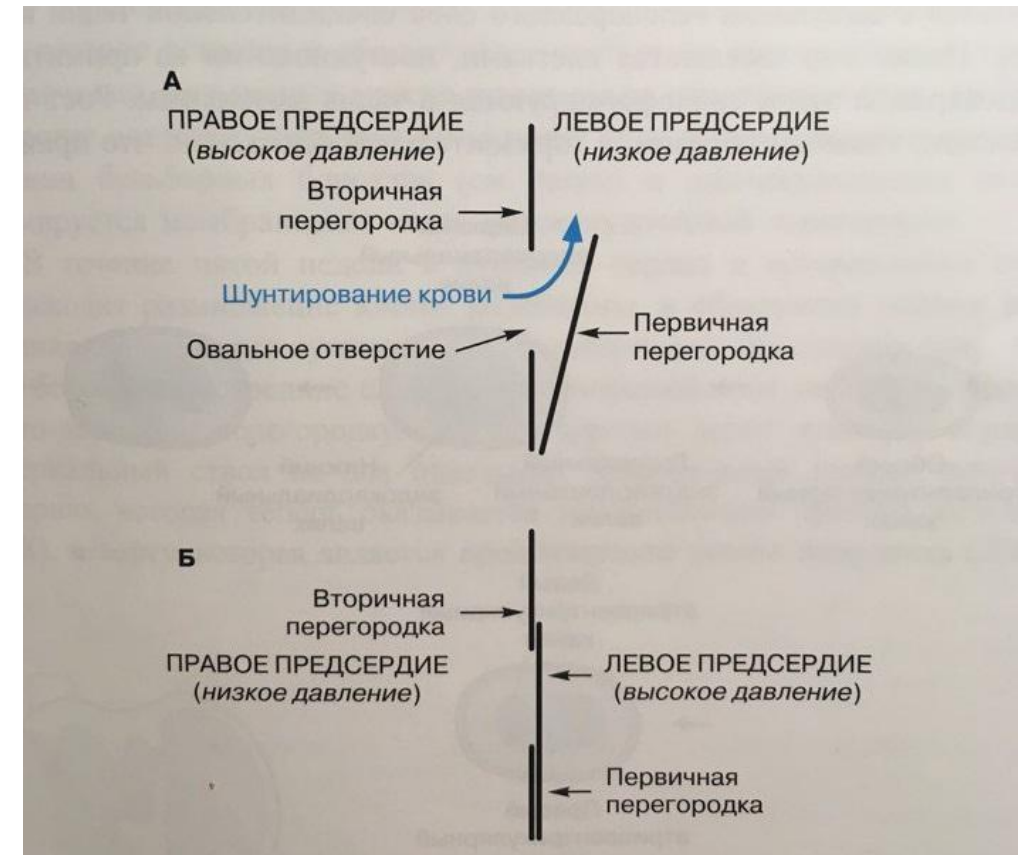 А
ПРАВОЕ ПРЕДСЕРДИЕ
(высокое давление)
ЛЕВОЕ ПРЕДСЕРДИЕ
(низкое давление)
Вторичная
перегородка
Шунтирование крови
Овальное отверстие
Первичная
перегородка
Б
Вторичная
перегородка
ПРАВОЕ ПРЕДСЕРДИЕ
(низкое давление)
ЛЕВОЕ ПРЕДСЕРДИЕ
(высокое давление)
Первичная
перегородка